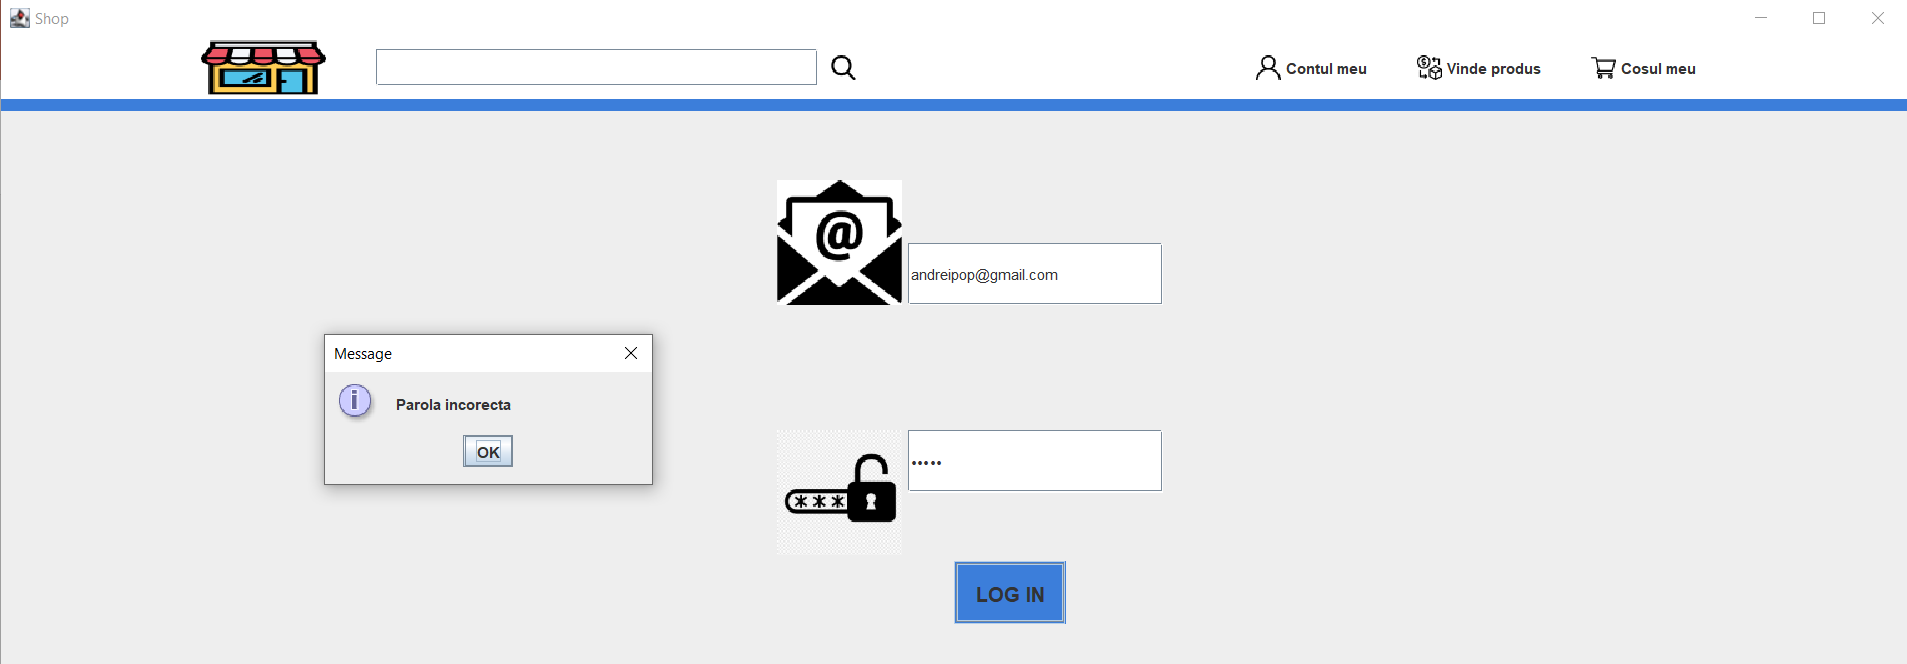 Shop
Contul meu
Vinde produs
Cosul meu
@
andreipop@gmail.com
Message
i
Parola incorecta
OK
•••••
***
LOG IN